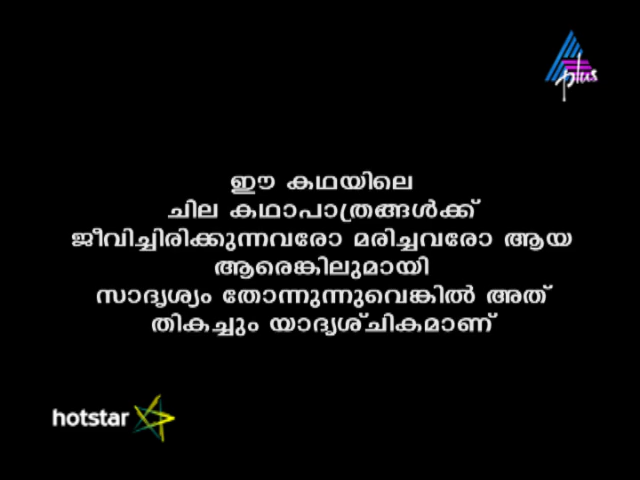 plus
ഈ കഥയിലെ
ചില കഥാപാത്രങ്ങൾക്ക്
ജീവിച്ചിരിക്കുന്നവരോ മരിച്ചവരോ ആയ
ആരെങ്കിലുമായി
സാദൃശ്യം തോന്നുന്നുവെങ്കിൽ അത്
തികച്ചും യാദൃശ്ചികമാണ്
hotstar